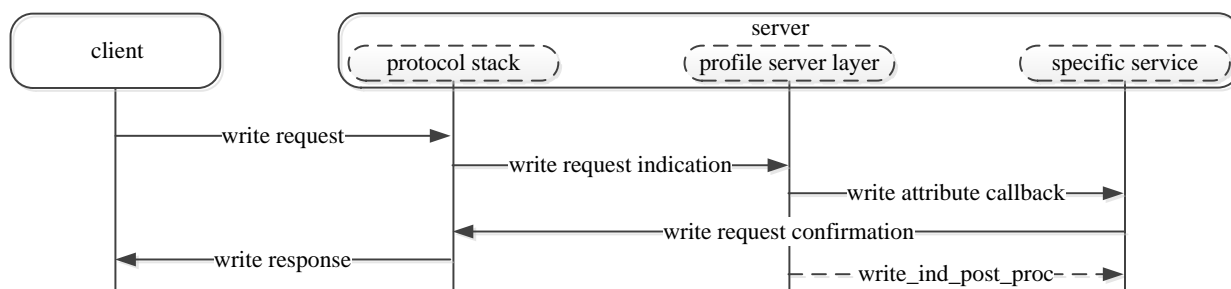 client
server
protocol stack
profile server layer
specific service
write request
write request indication
write attribute callback
write request confirmation
write response
write_ind_post_proc